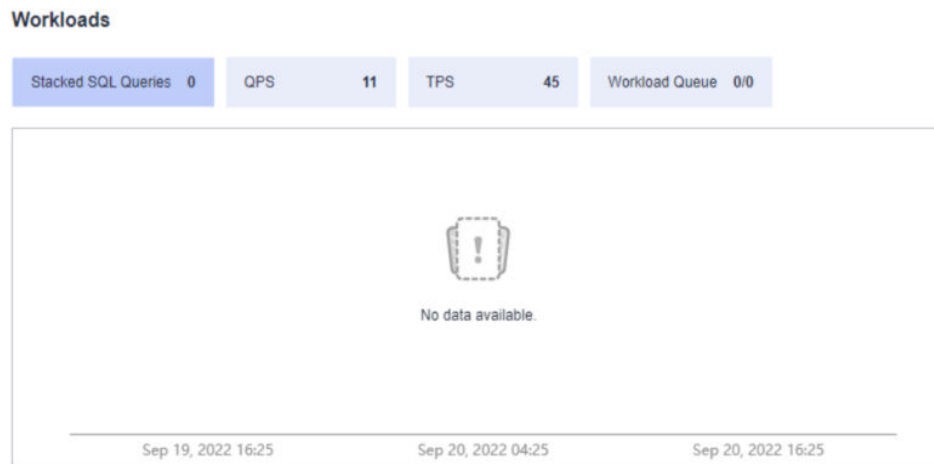 Workloads
Stacked SQL Queries 0 QPS 11 TPS 45 Workload Queue 0/0
!
No data available.
Sep 19, 2022 16:25 Sep 20, 2022 04:25 Sep 20, 2022 16:25